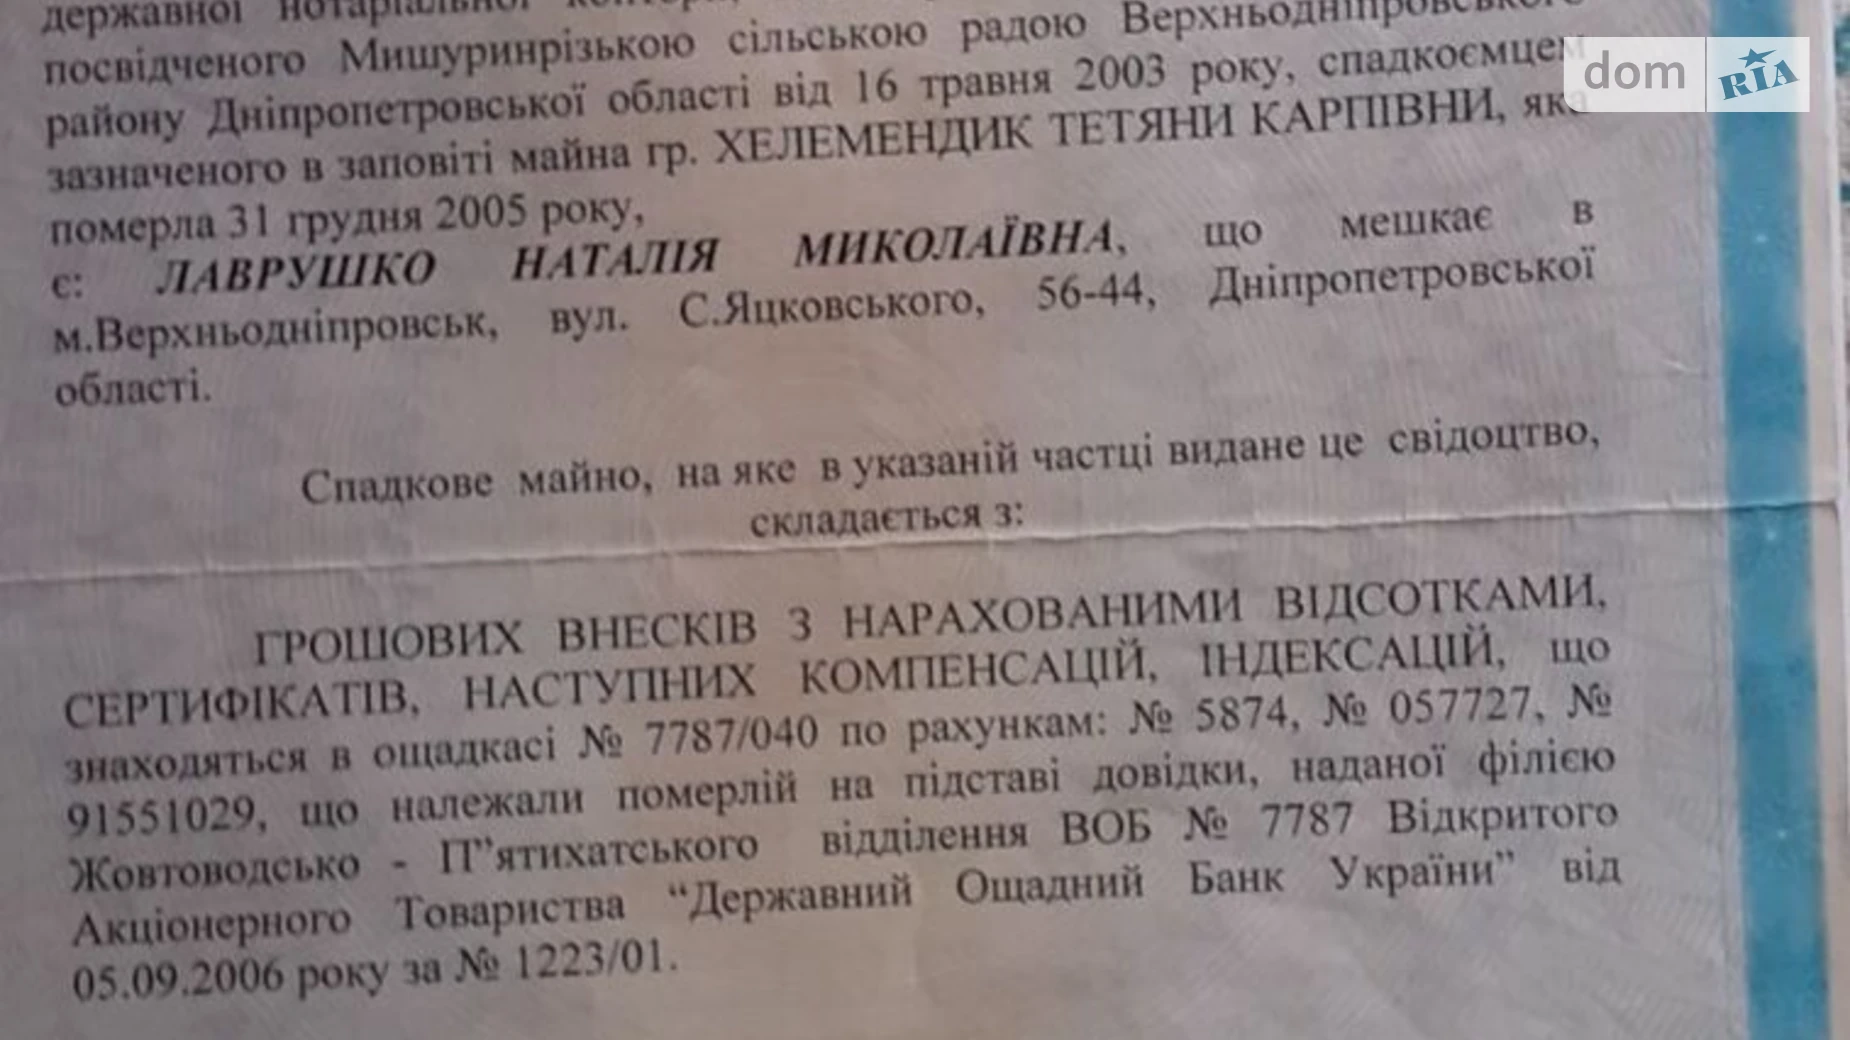 державної нотаріальної
посвідченого Мишуринрізькою сільською радою Верхньодніпровського
району Дніпропетровської області від 16 травня 2003 року, спадкоємцем
зазначеного в заповіті майна гр. ХЕЛЕМЕНДИК ТЕТЯНИ КАРПІВНИ, яка
померла 31 грудня 2005 року,
є: ЛАВРУШКО НАТАЛІЯ МИКОЛАЇВНА, що мешкає в
м.Верхньодніпровськ, вул. С.Яцковського, 56-44, Дніпропетровської
області.
Спадкове майно, на яке в указаній частці видане це свідоцтво,
складається з:
ГРОШОВИХ ВНЕСКІВ З НАРАХОВАНИМИ ВІДСОТКАМИ,
СЕРТИФІКАТІВ, НАСТУПНИХ КОМПЕНСАЦІЙ, ІНДЕКСАЦІЙ, що
знаходяться в ощадкасі № 7787/040 по рахункам: № 5874, № 057727, №
91551029, що належали померлій на підставі довідки, наданої філією
Жовтоводсько - П”ятихатського відділення ВОБ № 7787 Відкритого
Акціонерного Товариства “Державний Ощадний Банк України” від
05.09.2006 року за № 1223/01.
dom RIA